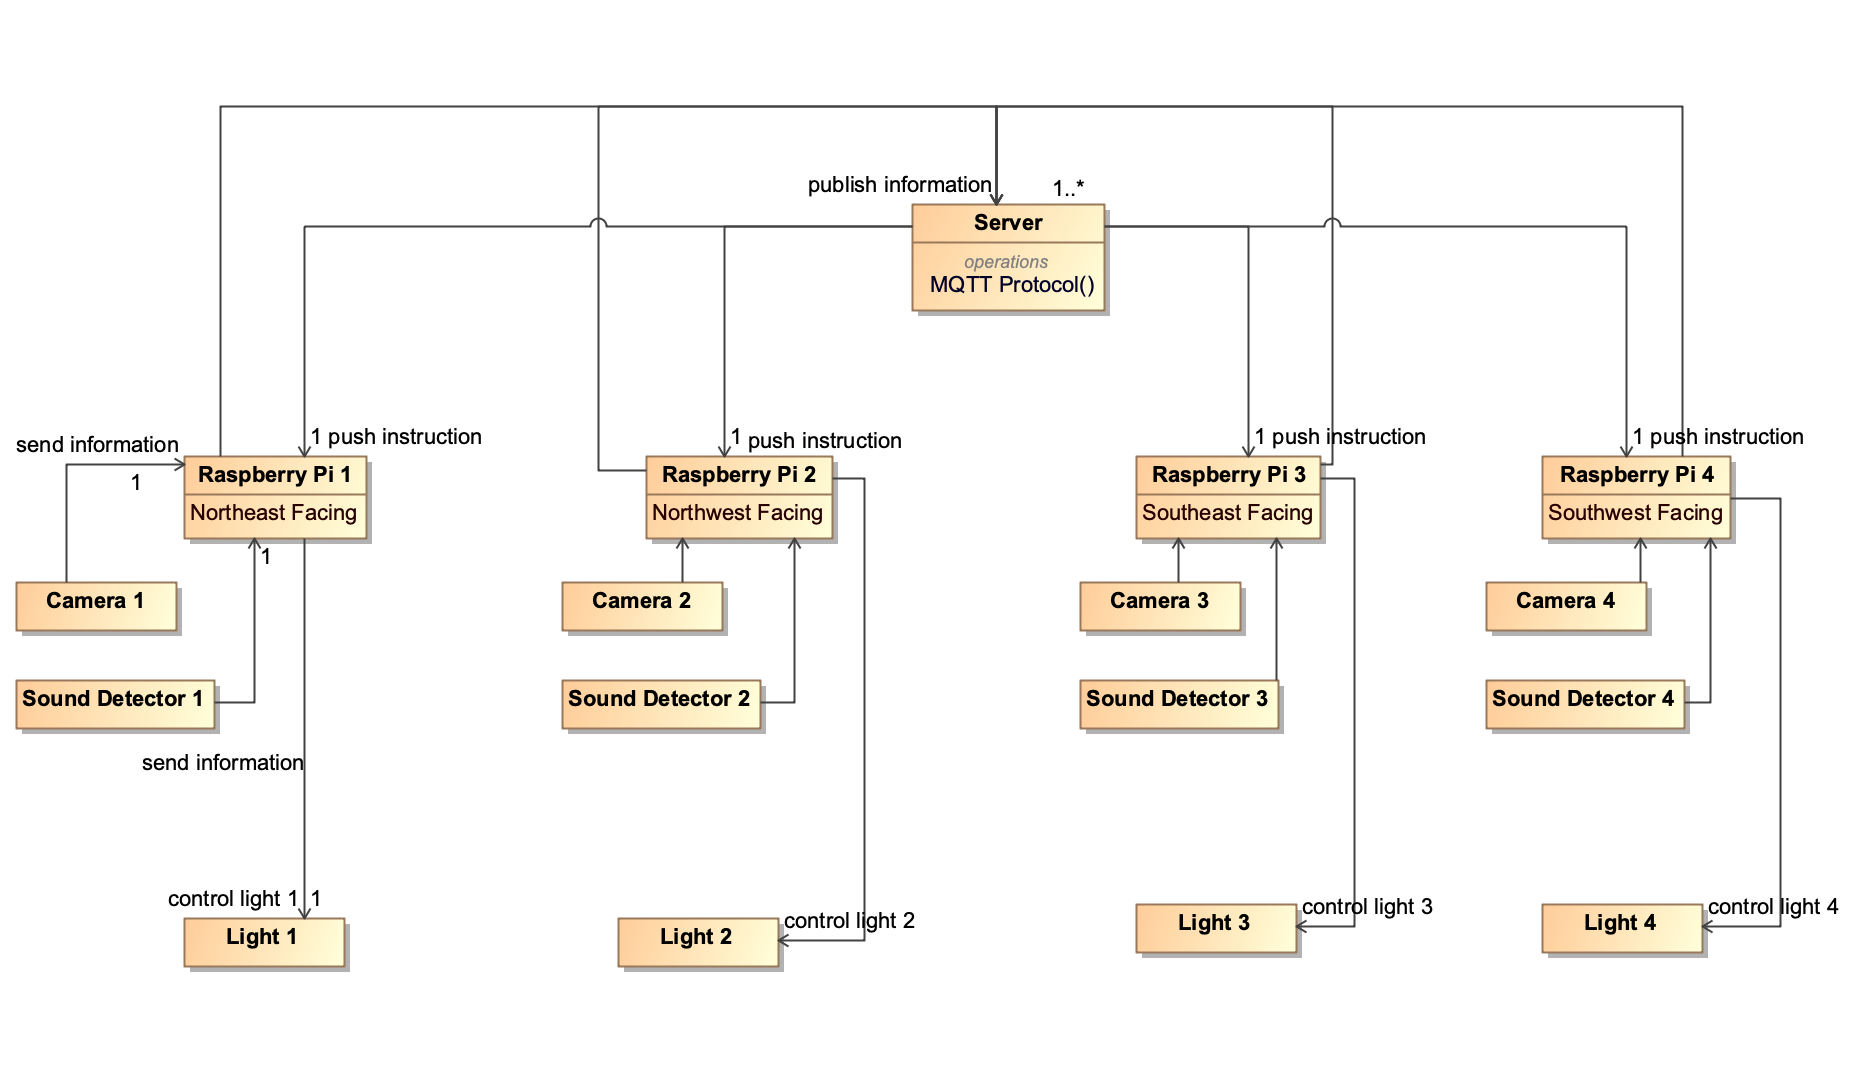 publish information
1..*
Server
operations
MQTT Protocol()
1 push instruction
1 push instruction
1 push instruction
1 push instruction
send information
1
Raspberry Pi 1
Northeast Facing
Raspberry Pi 2
Northwest Facing
Raspberry Pi 3
Southeast Facing
Raspberry Pi 4
Southwest Facing
1
Camera 1
Camera 2
Camera 3
Camera 4
Sound Detector 1
Sound Detector 2
Sound Detector 3
Sound Detector 4
send information
control light 1
1
control light 2
control light 3
control light 4
Light 1
Light 2
Light 3
Light 4